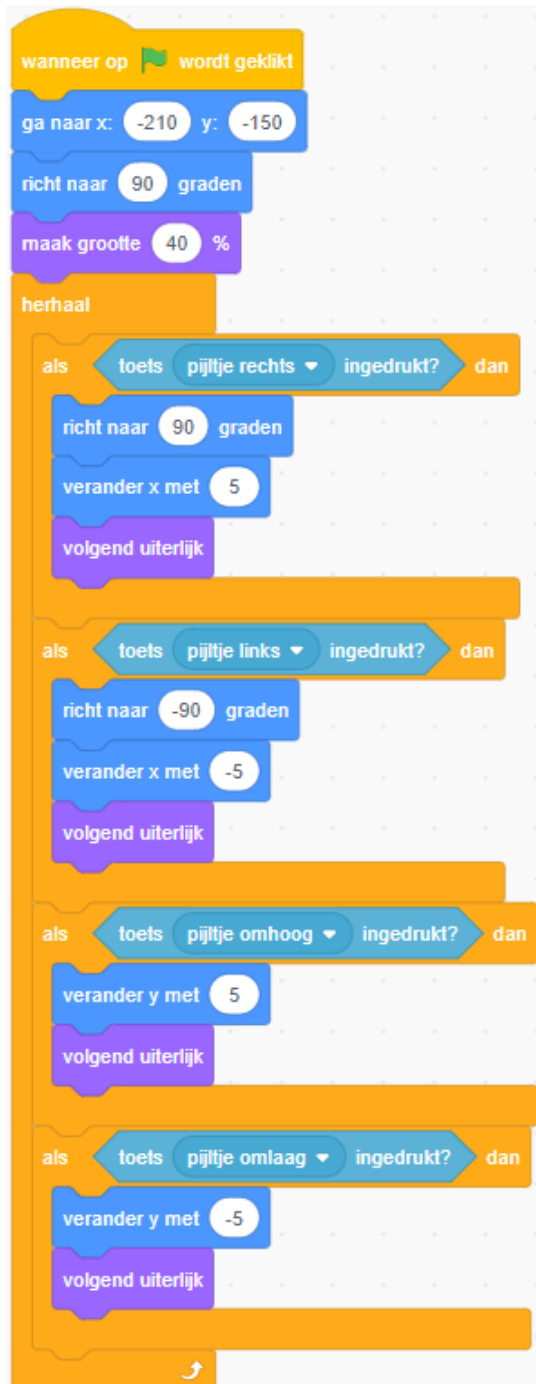 wanneer op wordt geklikt
ga naar x: -210 y: -150
richt naar 90 graden
maak grootte 40 %
herhaal
als toets pijltje rechts ingedrukt? dan
richt naar 90 graden
verander x met 5
volgend uiterlijk
als toets pijltje links ingedrukt? dan
richt naar -90 graden
verander x met -5
volgend uiterlijk
als toets pijltje omhoog ingedrukt? dan
verander y met 5
volgend uiterlijk
als toets pijltje omlaag ingedrukt? dan
verander y met -5
volgend uiterlijk